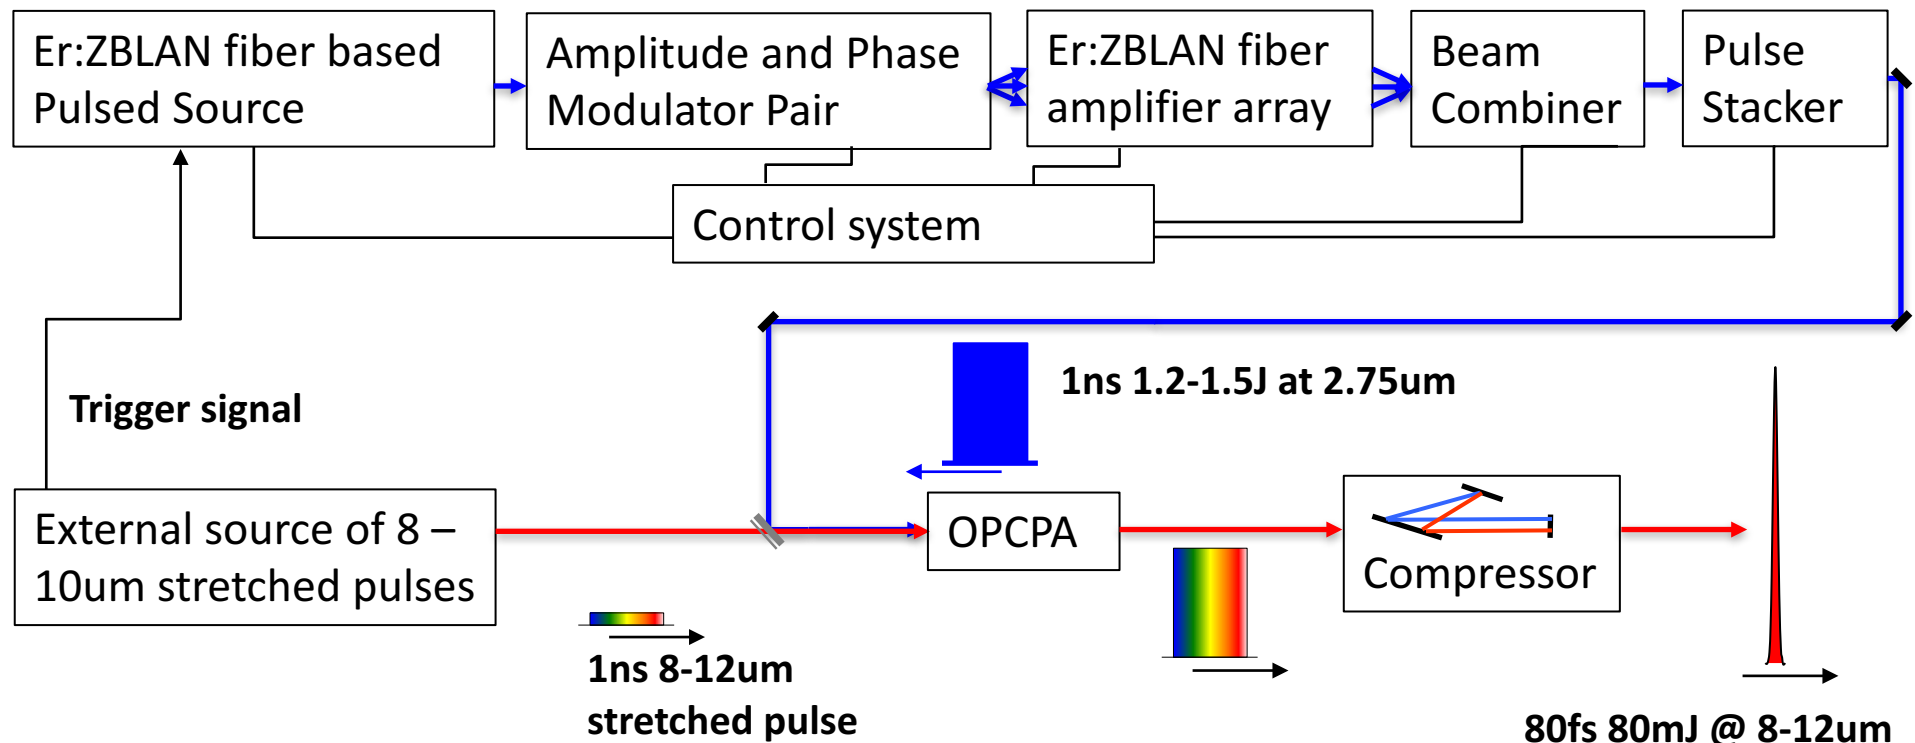 Er:ZBLAN fiber based
Pulsed Source
Amplitude and Phase
Modulator Pair
Er:ZBLAN fiber
amplifier array
Beam
Combiner
Pulse
Stacker
Control system
Trigger signal
1ns 1.2-1.5J at 2.75um
External source of 8 –
10um stretched pulses
OPCPA
Compressor
1ns 8-12um
stretched pulse
80fs 80mJ @ 8-12um